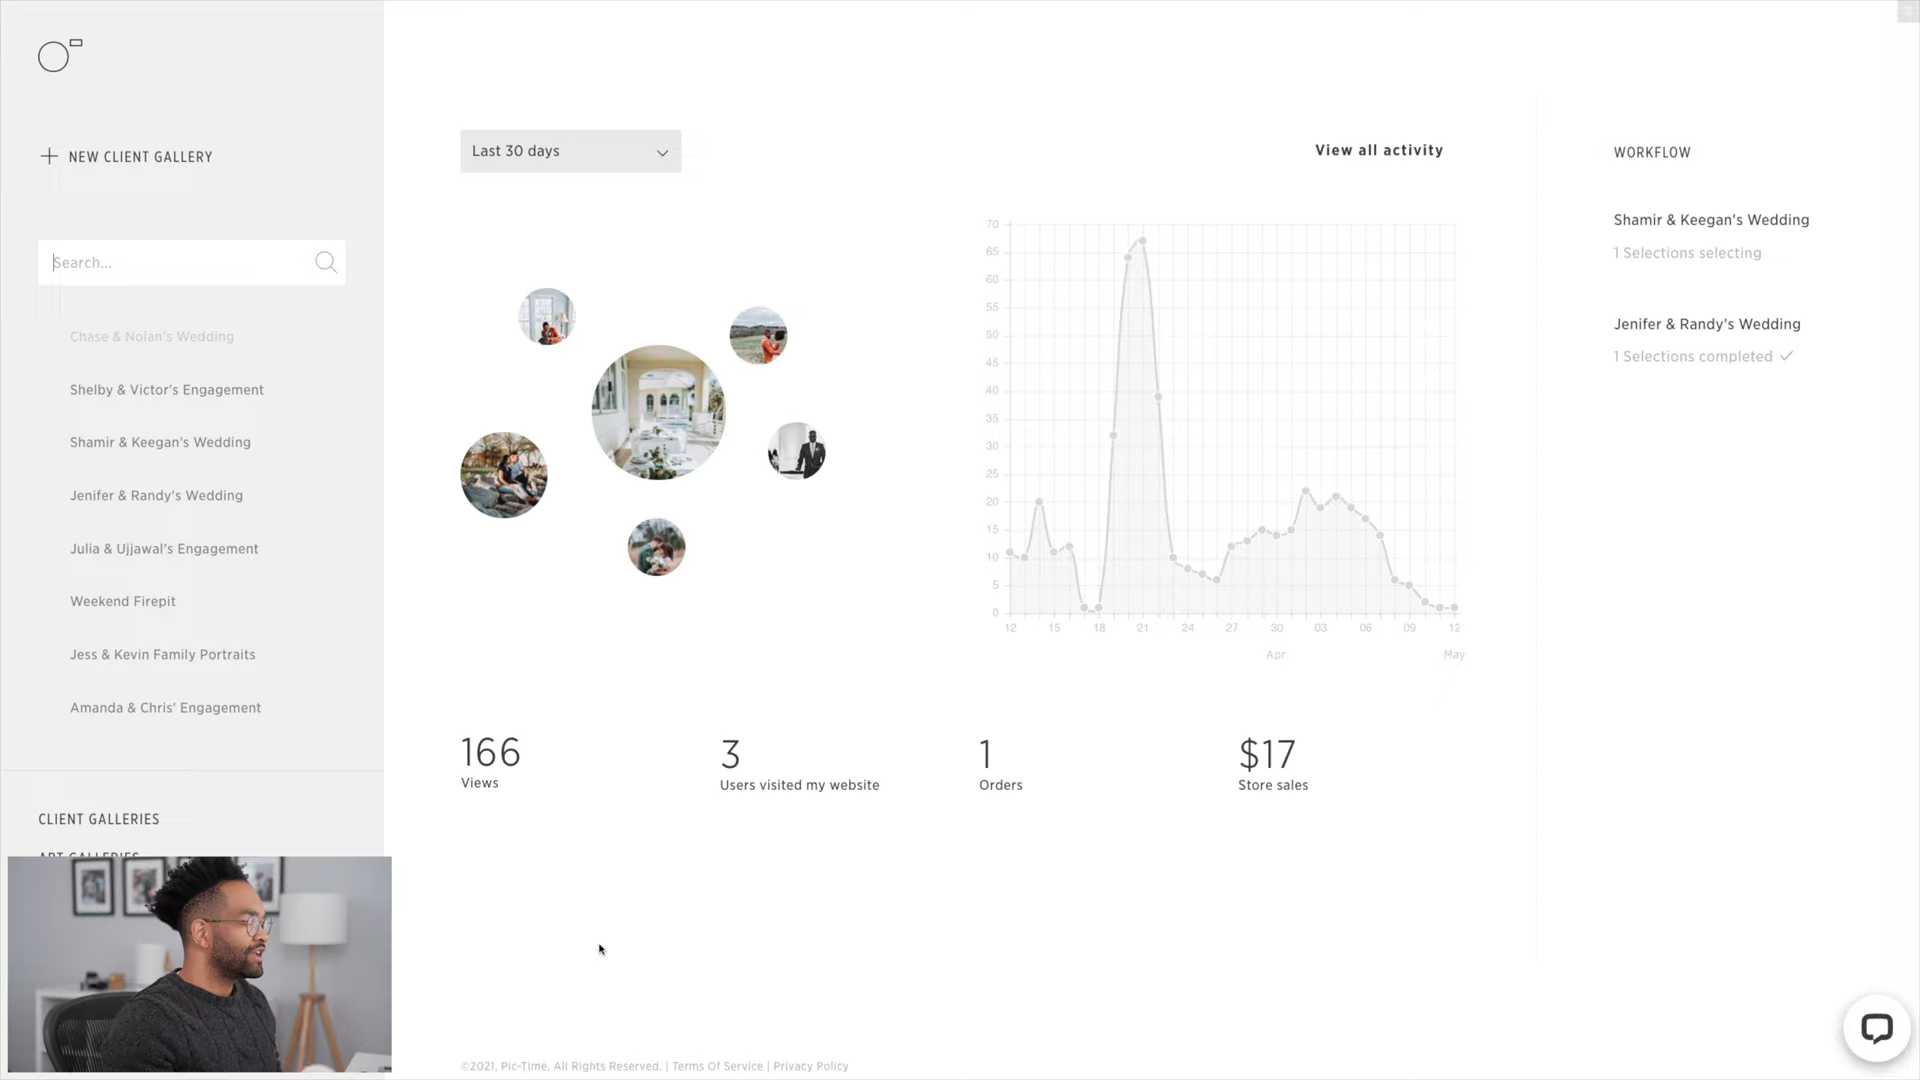 NEW CLIENT GALLERY
Search...
Chase & Nolan's Wedding
Shelby & Victor's Engagement
Shamir & Keegan's Wedding
Jenifer & Randy's Wedding
Julia & Ujjawal's Engagement
Weekend Firepit
Jess & Kevin Family Portraits
Amanda & Chris' Engagement
CLIENT GALLERIES
ART GALLERIES
Last 30 days
View all activity
70
65
60
55
50
45
40
35
30
25
20
15
10
5
0
12 15 18 21 24 27 30 03 06 09 12
Apr May
166
Views
3
Users visited my website
1
Orders
$17
Store sales
WORKFLOW
Shamir & Keegan's Wedding
1 Selections selecting
Jenifer & Randy's Wedding
1 Selections completed
©2021, Pic-Time, All Rights Reserved. | Terms Of Service | Privacy Policy